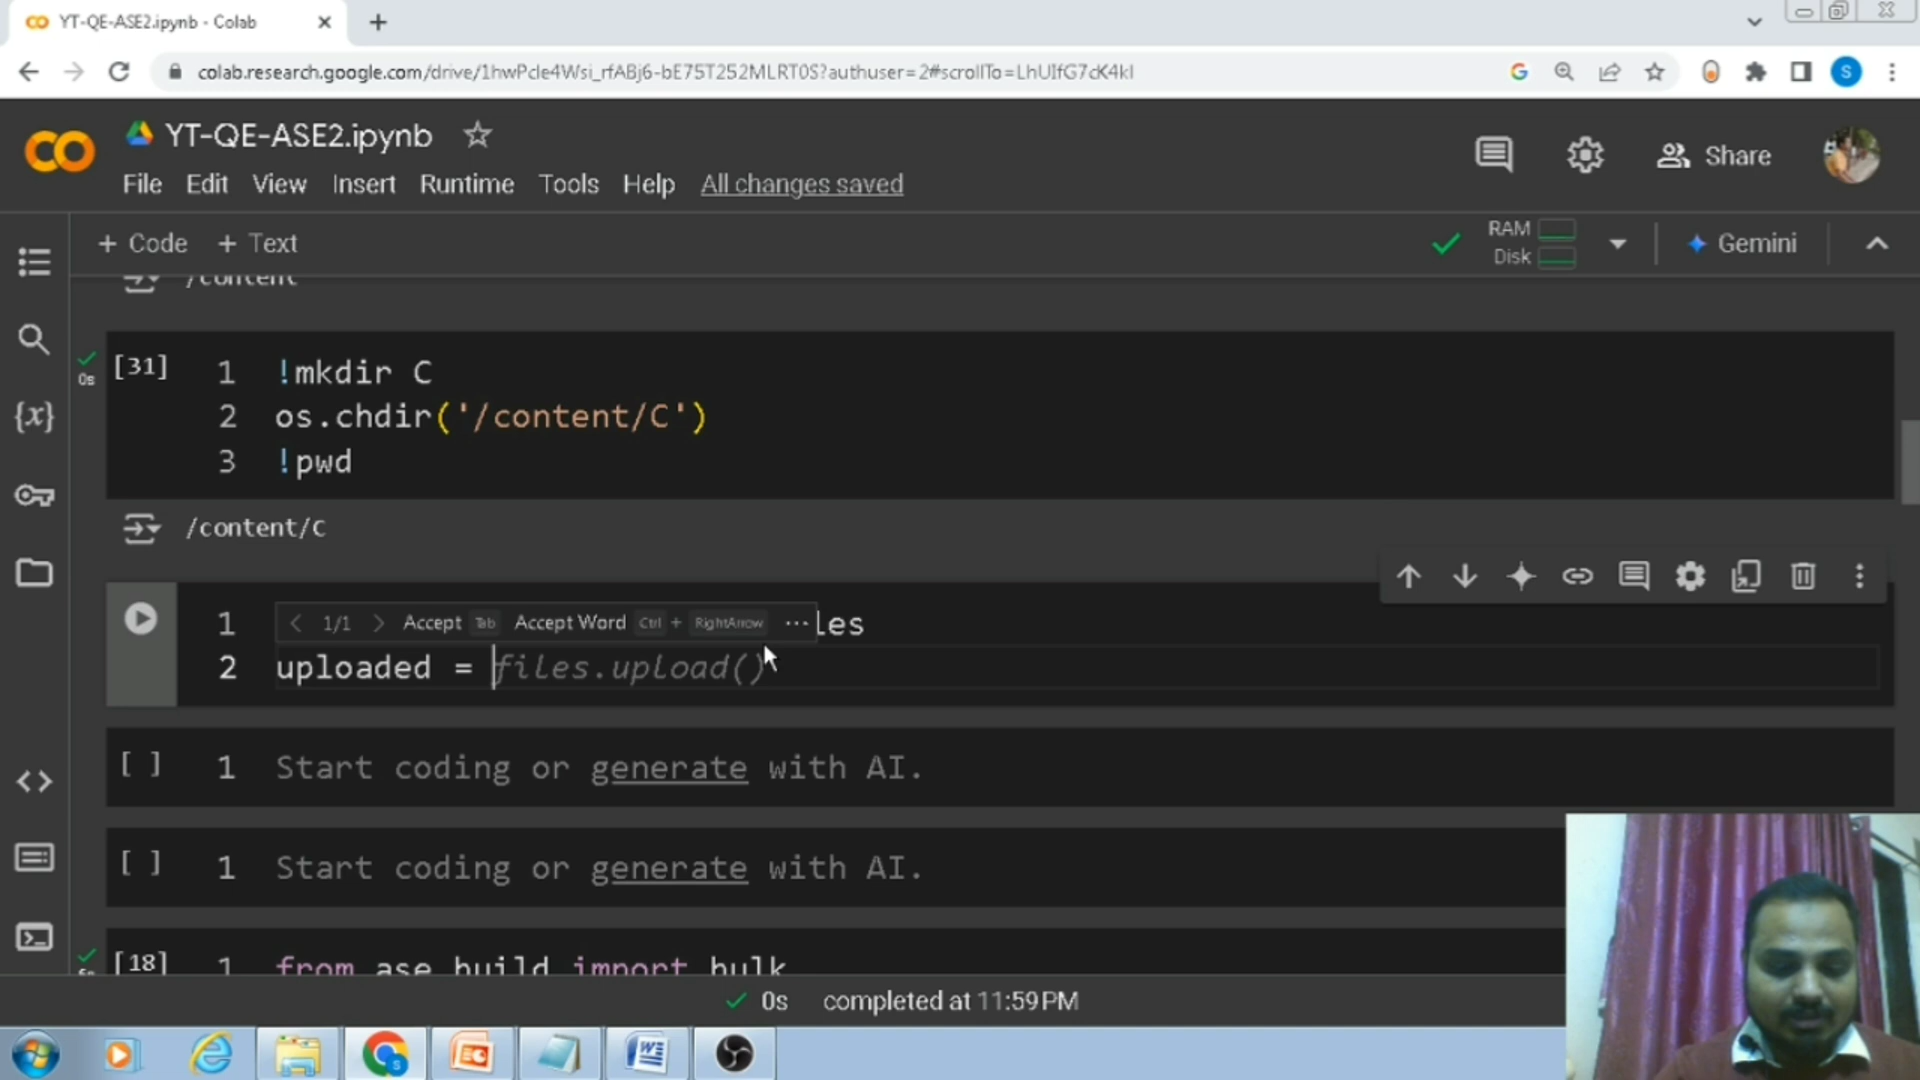 YT-QE-ASE2.ipynb - Colab
colab.research.google.com/drive/1hwPcle4Wsi_rfABj6-bE75T252MLRT0S?authuser=2#scrollTo=LhUIfG7cK4kI
S
YT-QE-ASE2.ipynb
Share
File Edit View Insert Runtime Tools Help All changes saved
+ Code + Text
RAM
Disk
Gemini
/content
[31]
1 !mkdir C
2 os.chdir('/content/C')
3 !pwd
0s
/content/C
1 < 1/1 > Accept Tab Accept Word Ctrl + RightArrow ... les
2 uploaded = files.upload()
[ ] 1 Start coding or generate with AI.
[ ] 1 Start coding or generate with AI.
[18] 1 from ase build import bulk
0s completed at 11:59 PM